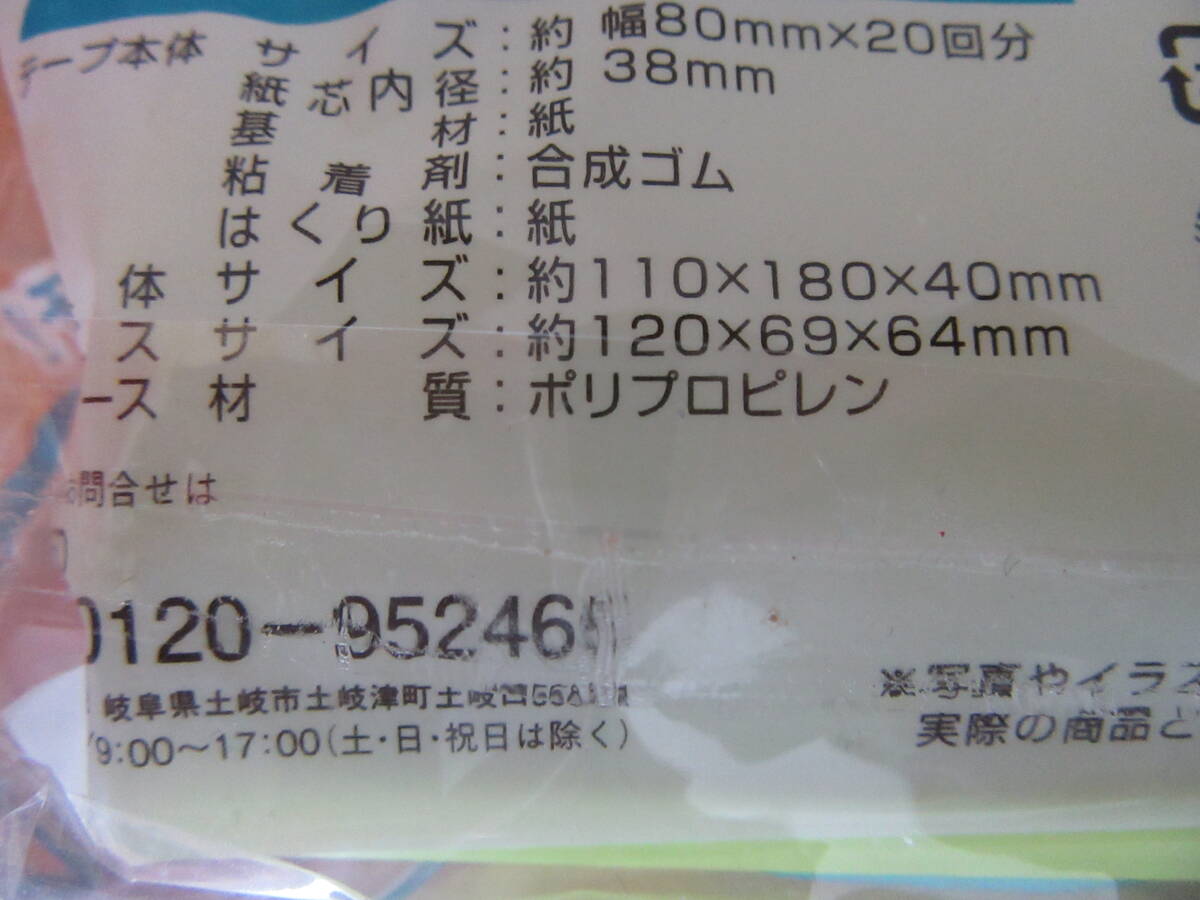 テープ本体サイズ:約 幅80mm×20回分
紙芯内径:約 38mm
基材:紙
粘着剤:合成ゴム
はくり紙:紙
体サイズ:約110×180×40mm
スサイズ:約120×69×64mm
ース材質:ポリプロピレン
お問合せは
0120-95246
岐阜県土岐市土岐津町土岐口
9:00~17:00(土・日・祝日は除く)
※写真やイラス
実際の商品と